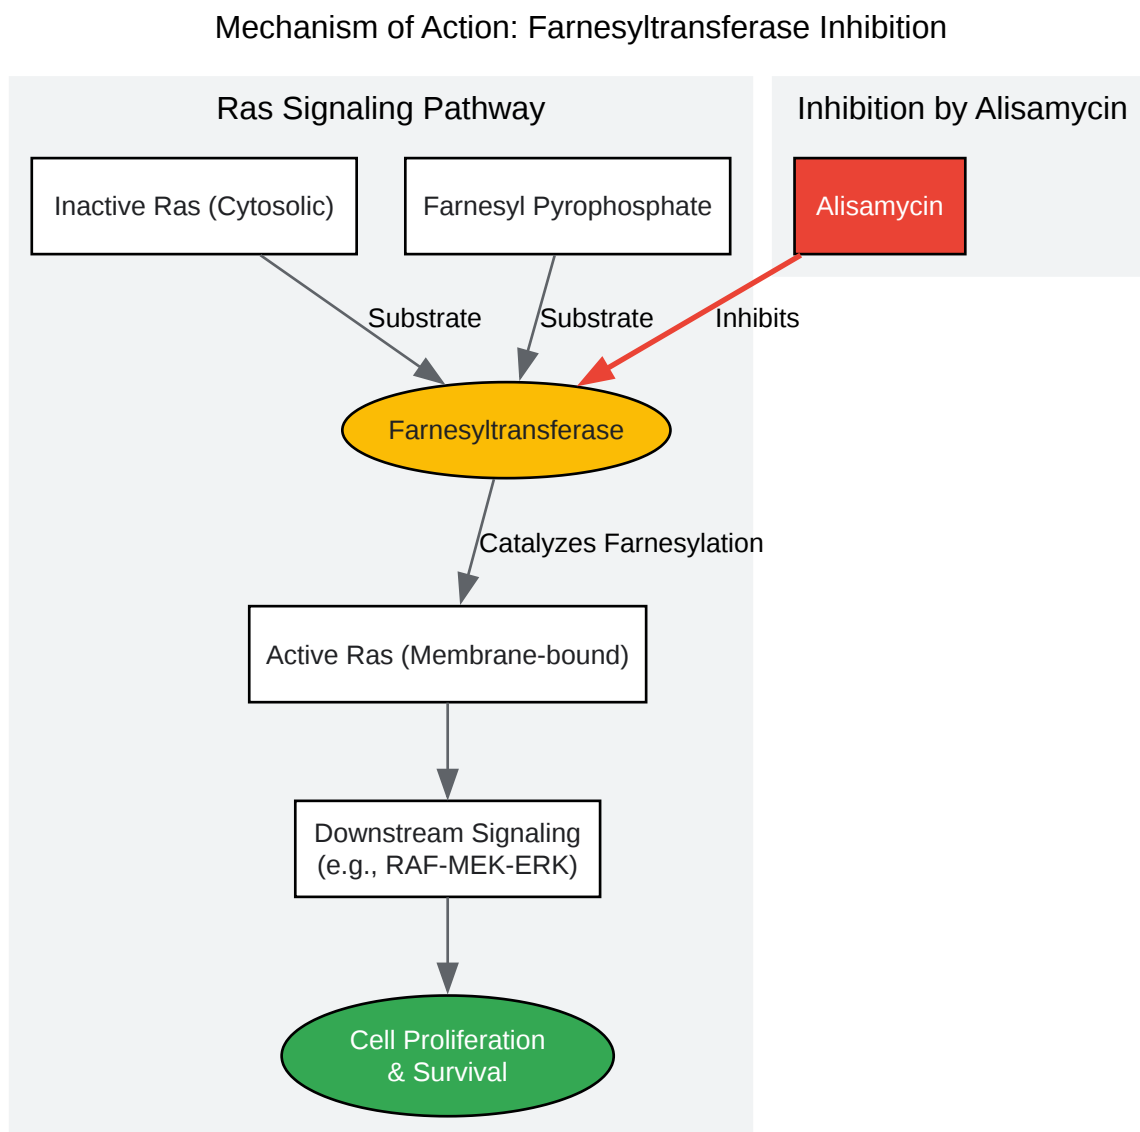 Mechanism of Action: Farnesyltransferase Inhibition
Ras Signaling Pathway
Inhibition by Alisamycin
Inactive Ras (Cytosolic)
Farnesyl Pyrophosphate
Alisamycin
Substrate
Substrate
Inhibits
Farnesyltransferase
Catalyzes Farnesylation
Active Ras (Membrane-bound)
Downstream Signaling
(e.g., RAF-MEK-ERK)
Cell Proliferation
& Survival